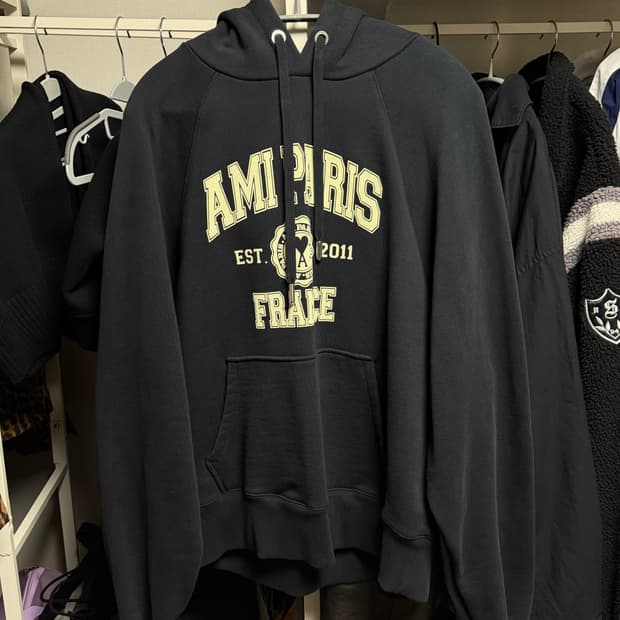 AMI PARIS
EST. 2011
FRANCE
S